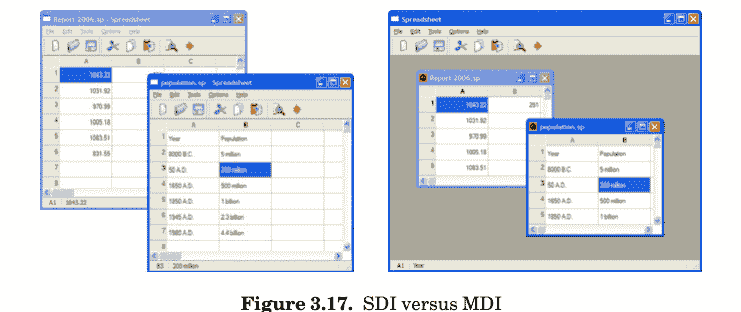 Report 2006.sp - Spreadsheet
File Edit Tools Options Help
A B C
1 1643.22
2 1031.92
3 970.99
4 1005.18
5 1083.51
6 831.55
7
8
A1
population.sp - Spreadsheet
File Edit Tools Options Help
A B C
1 Year Population
2 8000 B.C. 5 million
3 50 A.D. 200 million
4 1650 A.D. 500 million
5 1850 A.D. 1 billion
6 1945 A.D. 2.3 billion
7 1980 A.D. 4.4 billion
8
B3 200 million
Spreadsheet
File Edit Tools Options Help
Report 2006.sp
A B
1 1643.22 251
2 1031.92
3 970.99
4 1005.18
5 1083.51
population.sp
A B
1 Year Population
2 8000 B.C. 5 million
3 50 A.D. 200 million
4 1650 A.D. 500 million
5 1850 A.D. 1 billion
A1 Year
Figure 3.17. SDI versus MDI